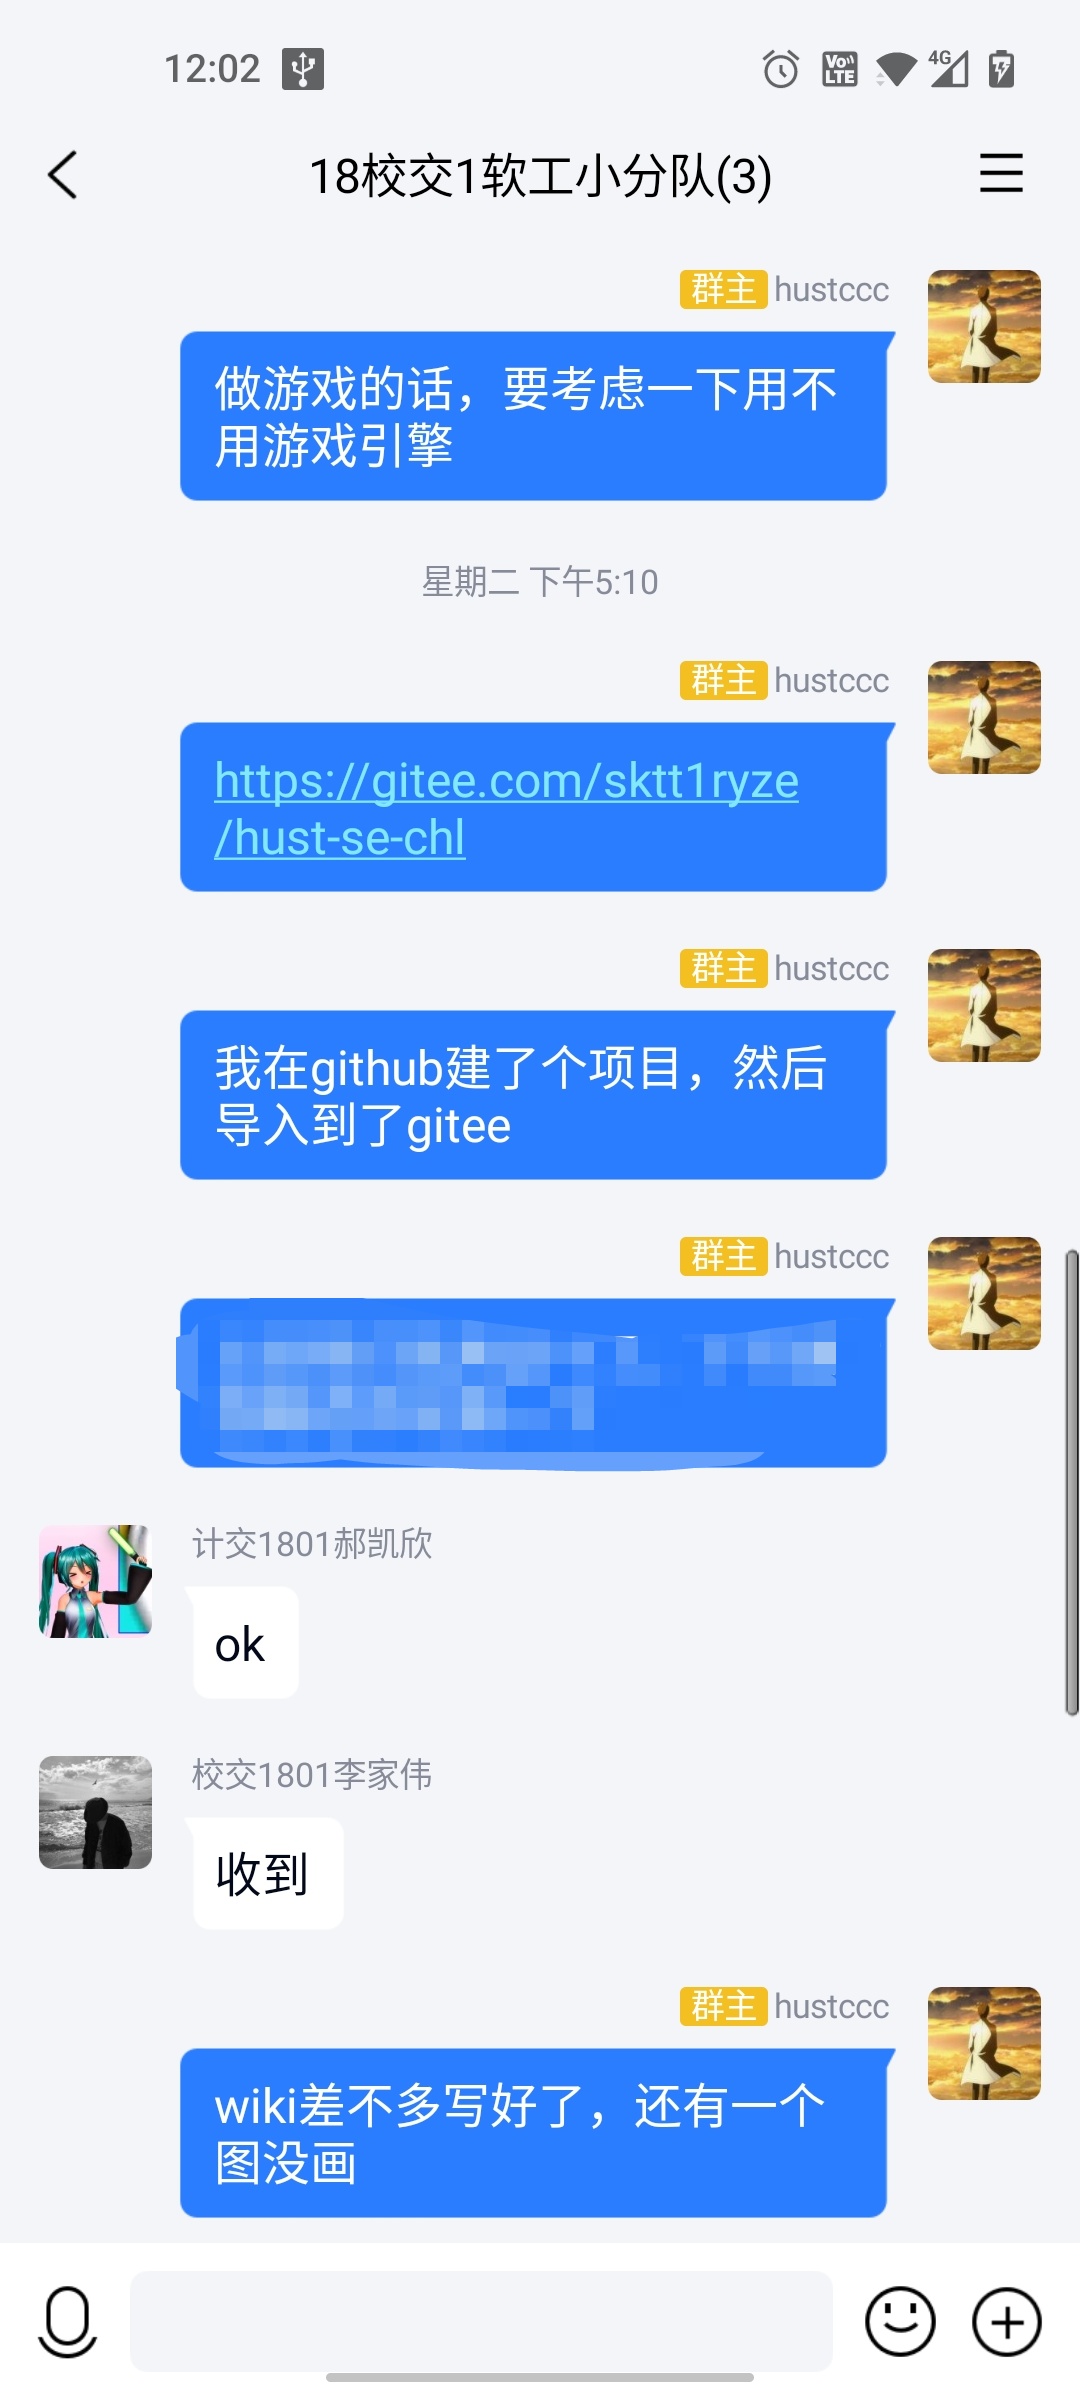 12:02
VoLTE
4G
18校交1软工小分队(3)
群主 hustccc
做游戏的话，要考虑一下用不
用游戏引擎
星期二 下午5:10
群主 hustccc
https://gitee.com/sktt1ryze
/hust-se-chl
群主 hustccc
我在github建了个项目，然后
导入到了gitee
群主 hustccc
计交1801郝凯欣
ok
校交1801李家伟
收到
群主 hustccc
wiki差不多写好了，还有一个
图没画